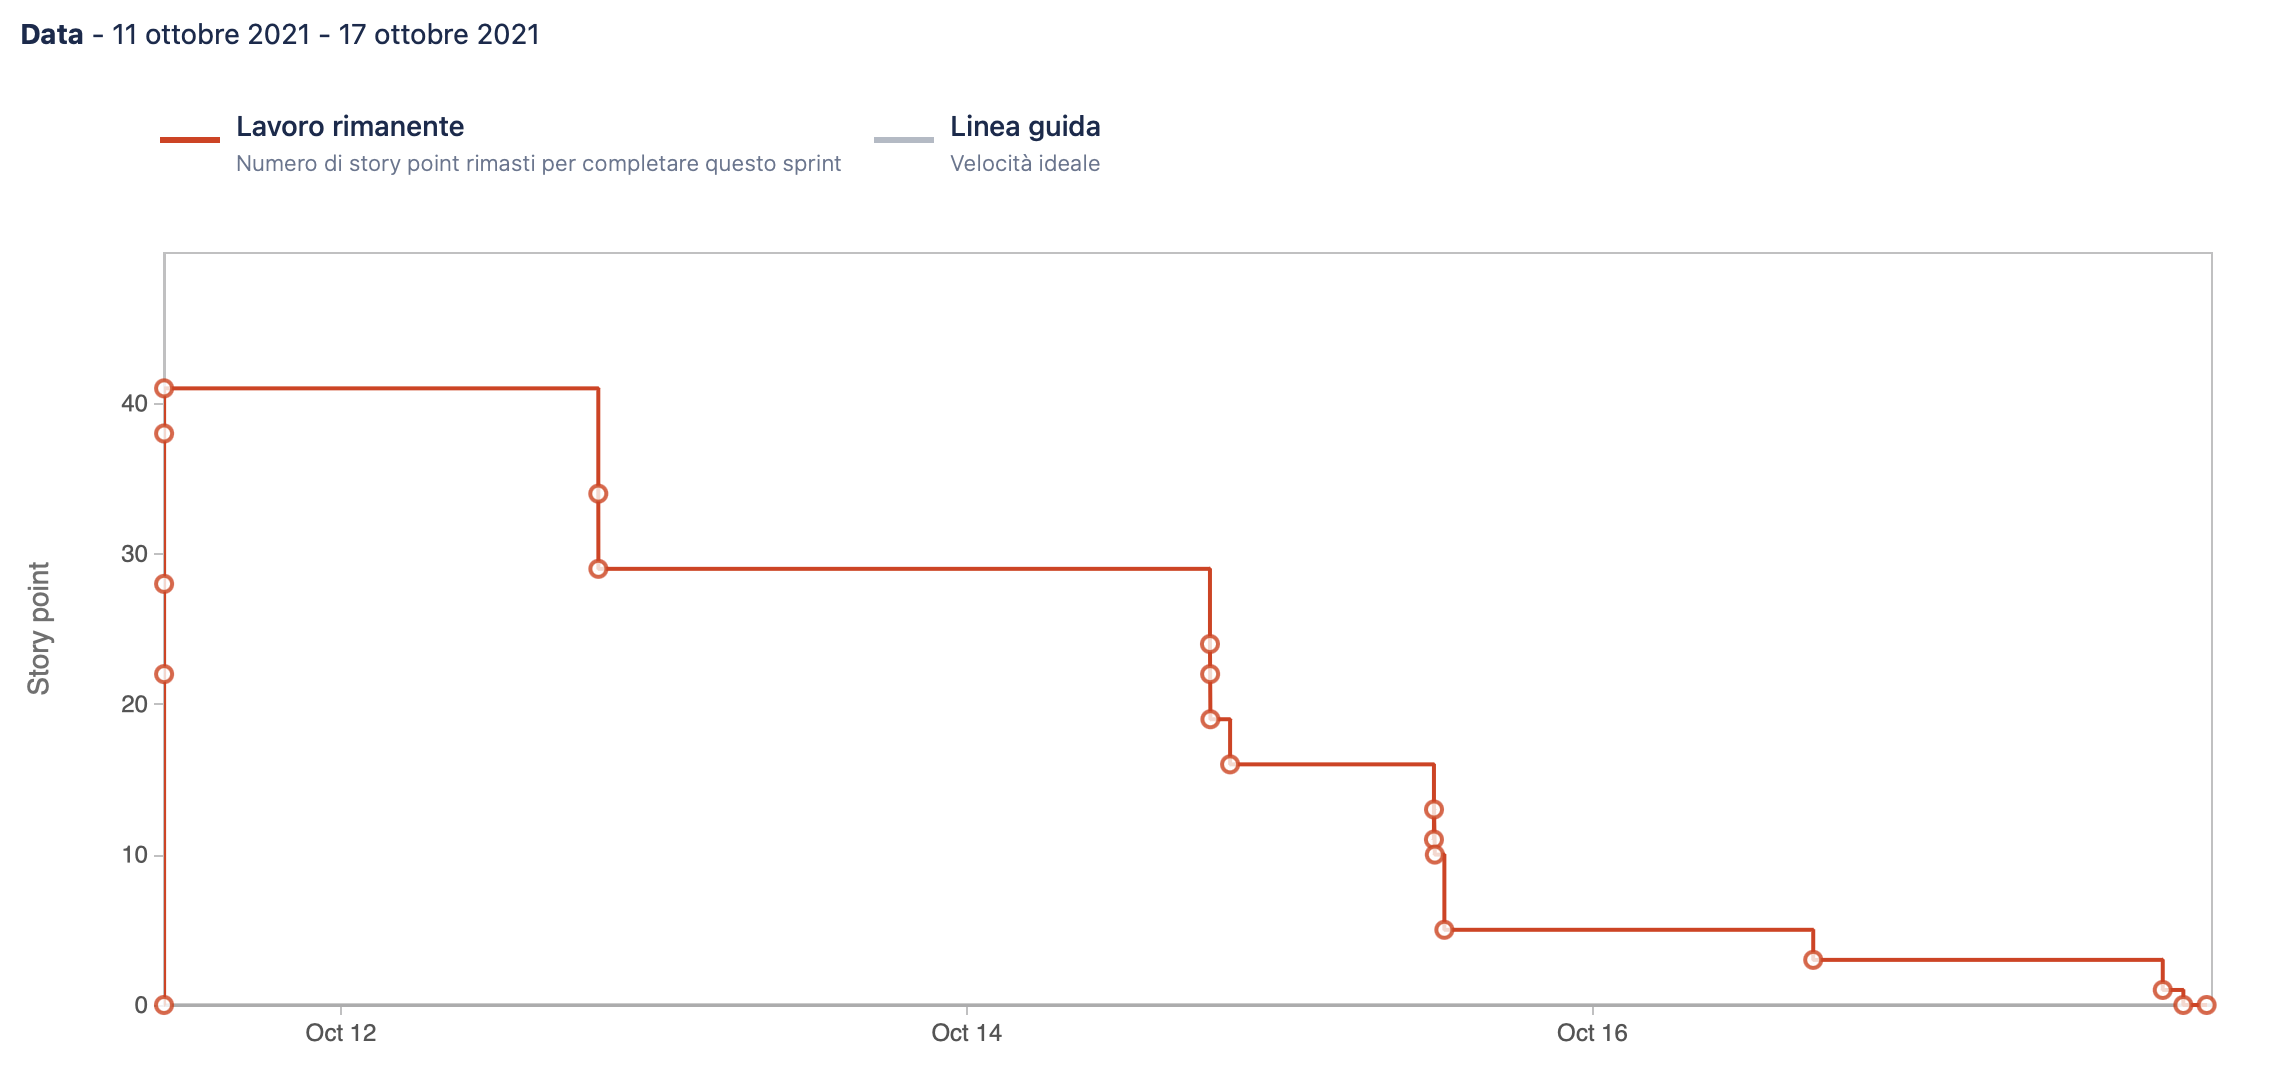 Data - 11 ottobre 2021 - 17 ottobre 2021
Lavoro rimanente
Numero di story point rimasti per completare questo sprint
Linea guida
Velocità ideale
Story point
40
30
20
10
0
Oct 12
Oct 14
Oct 16